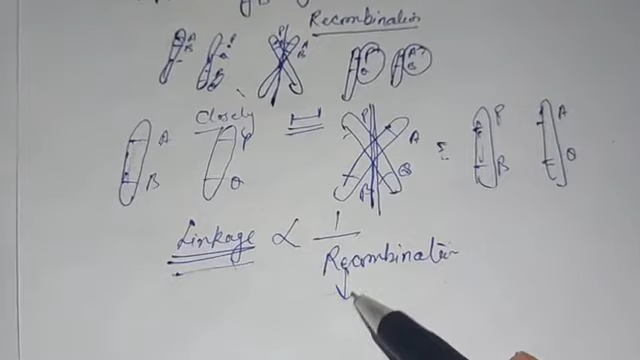 Recombination
A P P A A A
B Q B Q B
Closely
A P P A P A
B Q B Q B Q
Linkage ∝ 1
Recombination